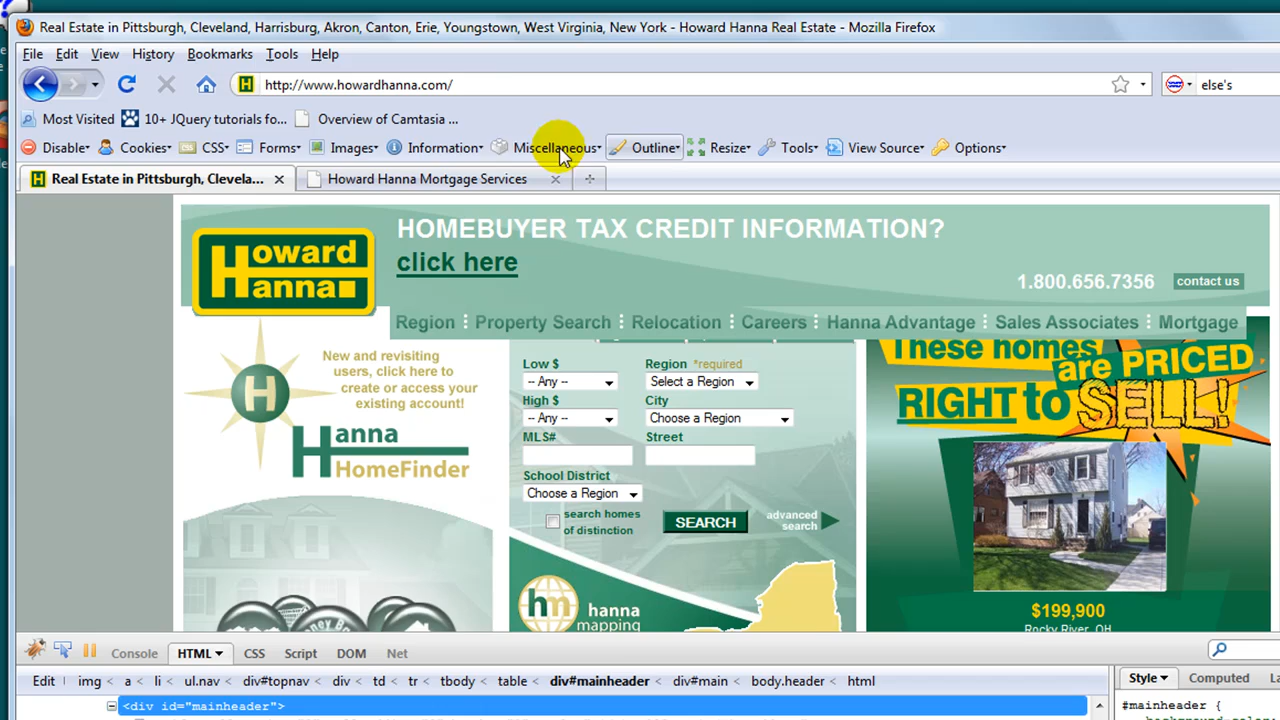 Real Estate in Pittsburgh, Cleveland, Harrisburg, Akron, Canton, Erie, Youngstown, West Virginia, New York - Howard Hanna Real Estate - Mozilla Firefox
File Edit View History Bookmarks Tools Help
http://www.howardhanna.com/ else's
Most Visited 10+ JQuery tutorials fo... Overview of Camtasia ...
Disable Cookies CSS Forms Images Information Miscellaneous Outline Resize Tools View Source Options
Real Estate in Pittsburgh, Clevela... Howard Hanna Mortgage Services
HOMEBUYER TAX CREDIT INFORMATION?
click here
Howard
Hanna
1.800.656.7356 contact us
Region Property Search Relocation Careers Hanna Advantage Sales Associates Mortgage
New and revisiting
users, click here to
create or access your
existing account!
H
Hanna
HomeFinder
Low $ Region *required
-- Any -- Select a Region
High $ City
-- Any -- Choose a Region
MLS# Street
School District
Choose a Region
search homes
of distinction
SEARCH
advanced
search
hm
hanna
mapping
These homes
are PRICED
RIGHT to SELL!
$199,900
Rocky River, OH
Console HTML CSS Script DOM Net
Edit img < a < li < ul.nav < div#topnav < div < td < tr < tbody < table < div#mainheader < div#main < body.header < html
Style Computed
<div id="mainheader">
#mainheader {